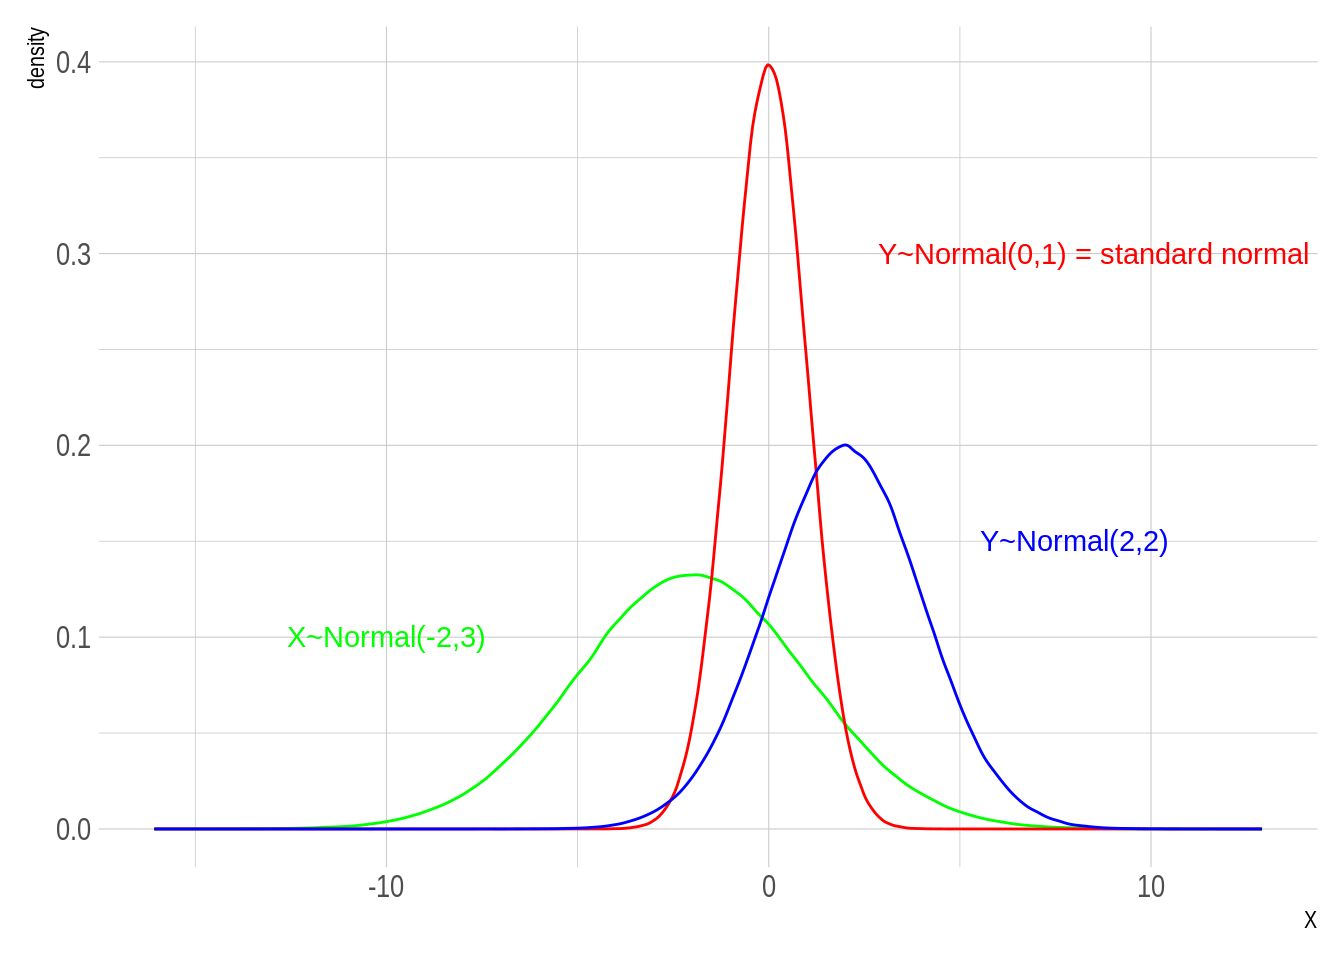 density
0.4
0.3
Y~Normal(0,1) = standard normal
0.2
Y~Normal(2,2)
X~Normal(-2,3)
0.1
0.0
-10
0
10
X